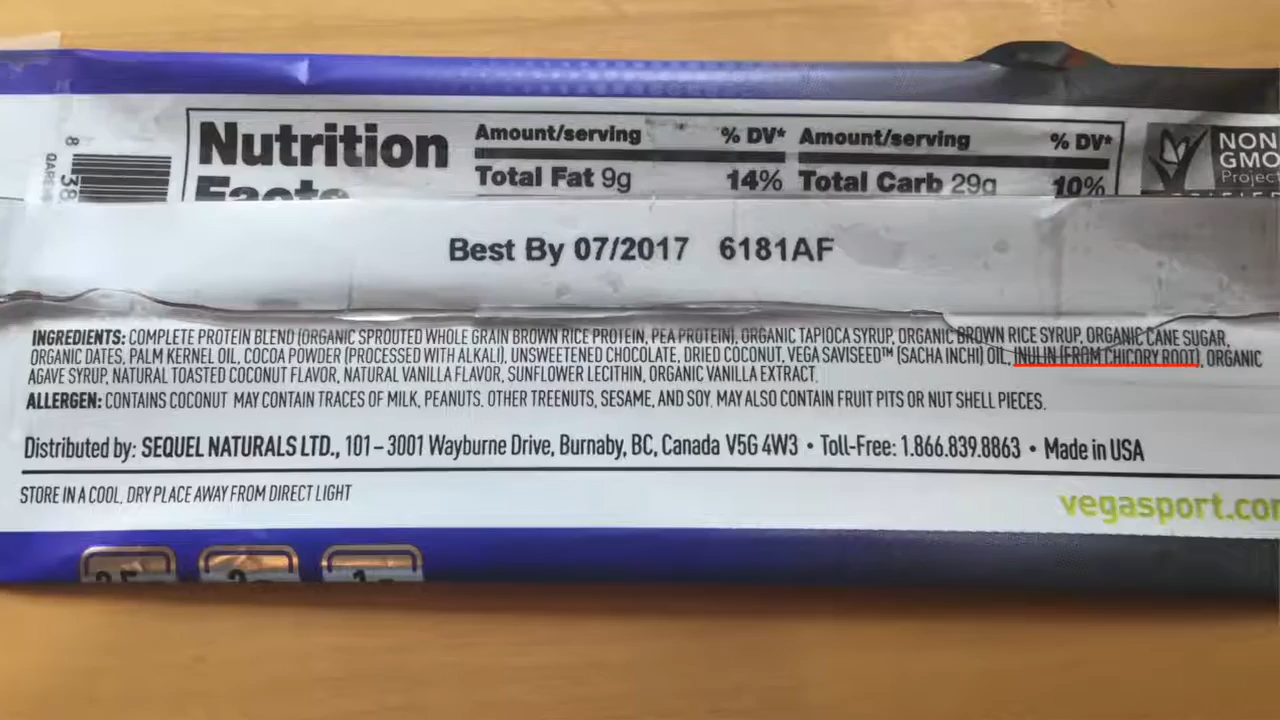 Nutrition
Facts
Amount/serving % DV*
Total Fat 9g 14%
Amount/serving % DV*
Total Carb 29g 10%
NON
GMO
Project
Best By 07/2017 6181AF
INGREDIENTS: COMPLETE PROTEIN BLEND (ORGANIC SPROUTED WHOLE GRAIN BROWN RICE PROTEIN, PEA PROTEIN), ORGANIC TAPIOCA SYRUP, ORGANIC BROWN RICE SYRUP, ORGANIC CANE SUGAR,
ORGANIC DATES, PALM KERNEL OIL, COCOA POWDER (PROCESSED WITH ALKALI), UNSWEETENED CHOCOLATE, DRIED COCONUT, VEGA SAVISEED™ (SACHA INCHI) OIL, INULIN (FROM CHICORY ROOT), ORGANIC
AGAVE SYRUP, NATURAL TOASTED COCONUT FLAVOR, NATURAL VANILLA FLAVOR, SUNFLOWER LECITHIN, ORGANIC VANILLA EXTRACT.
ALLERGEN: CONTAINS COCONUT. MAY CONTAIN TRACES OF MILK, PEANUTS, OTHER TREENUTS, SESAME, AND SOY. MAY ALSO CONTAIN FRUIT PITS OR NUT SHELL PIECES.
Distributed by: SEQUEL NATURALS LTD., 101–3001 Wayburne Drive, Burnaby, BC, Canada V5G 4W3 • Toll-Free: 1.866.839.8863 • Made in USA
STORE IN A COOL, DRY PLACE AWAY FROM DIRECT LIGHT
vegasport.com